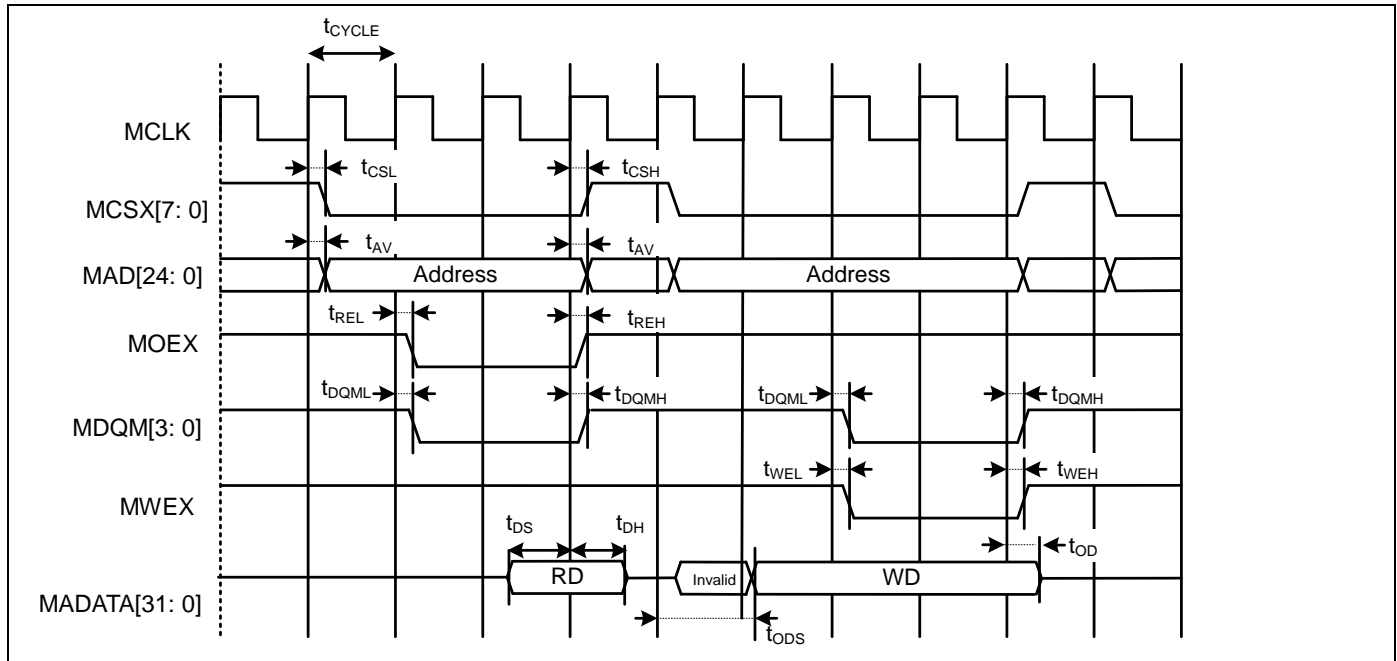 tCYCLE
MCLK
tCSL tCSH
MCSX[7: 0]
tAV tAV
MAD[24: 0] Address Address
tREL tREH
MOEX
tDQML tDQMH tDQML tDQMH
MDQM[3: 0]
tWEL tWEH
MWEX
tDS tDH tOD
RD Invalid WD
MADATA[31: 0]
tODS